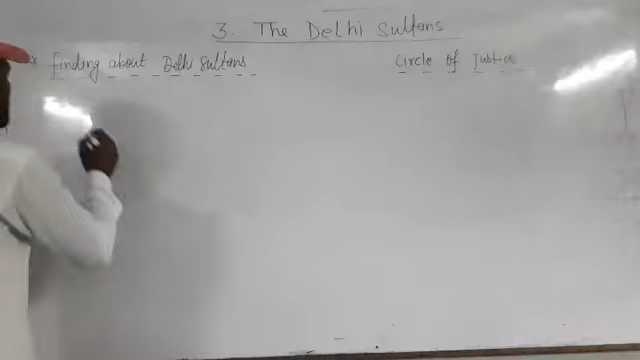 3. The Delhi Sultans
* Finding about Delhi Sultans
Circle of Justice